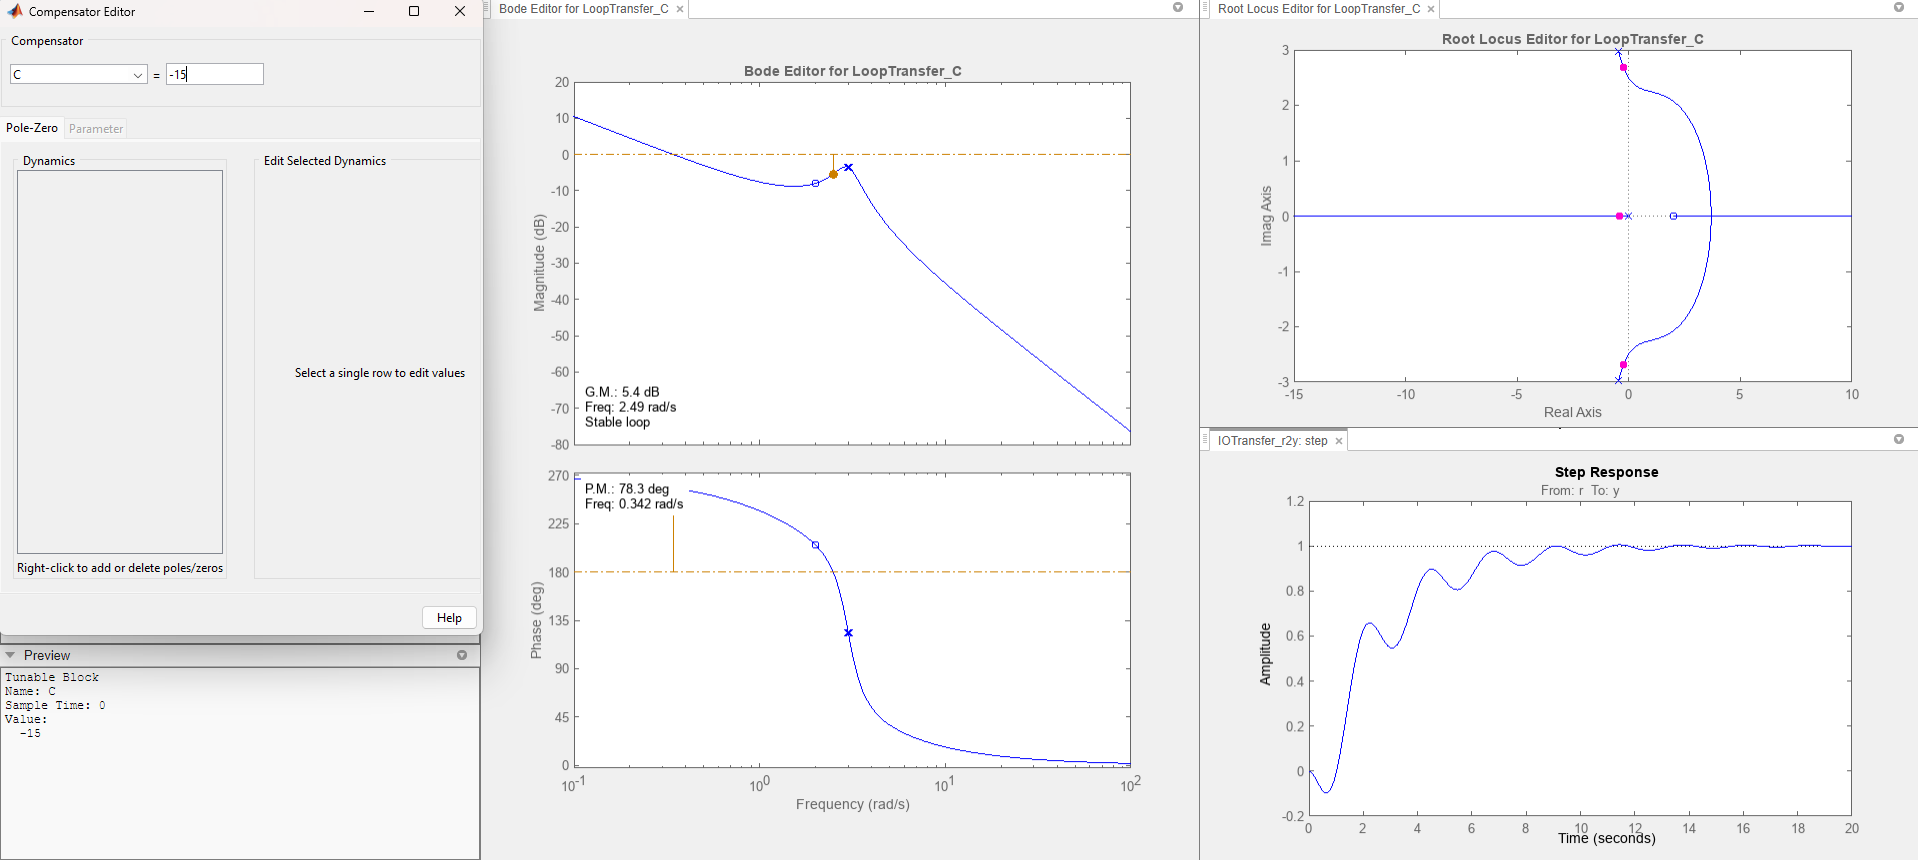 Compensator Editor
Compensator
C = -15
Pole-Zero Parameter
Dynamics
Edit Selected Dynamics
Select a single row to edit values
Right-click to add or delete poles/zeros
Help
Preview
Tunable Block
Name: C
Sample Time: 0
Value:
-15
Bode Editor for LoopTransfer_C
Bode Editor for LoopTransfer_C
Magnitude (dB)
20
10
0
-10
-20
-30
-40
-50
-60
-70
-80
G.M.: 5.4 dB
Freq: 2.49 rad/s
Stable loop
Phase (deg)
270
225
180
135
90
45
0
P.M.: 78.3 deg
Freq: 0.342 rad/s
10^-1 10^0 10^1 10^2
Frequency (rad/s)
Root Locus Editor for LoopTransfer_C
Root Locus Editor for LoopTransfer_C
Imag Axis
3
2
1
0
-1
-2
-3
-15 -10 -5 0 5 10
Real Axis
IOTransfer_r2y: step
Step Response
From: r To: y
Amplitude
1.2
1
0.8
0.6
0.4
0.2
0
-0.2
0 2 4 6 8 10 12 14 16 18 20
Time (seconds)